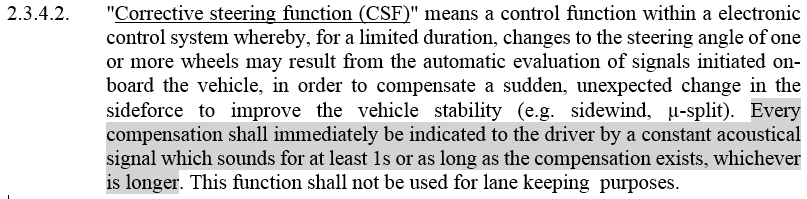 2.3.4.2. "Corrective steering function (CSF)" means a control function within a electronic
control system whereby, for a limited duration, changes to the steering angle of one
or more wheels may result from the automatic evaluation of signals initiated on-
board the vehicle, in order to compensate a sudden, unexpected change in the
sideforce to improve the vehicle stability (e.g. sidewind, μ-split). Every
compensation shall immediately be indicated to the driver by a constant acoustical
signal which sounds for at least 1s or as long as the compensation exists, whichever
is longer. This function shall not be used for lane keeping purposes.